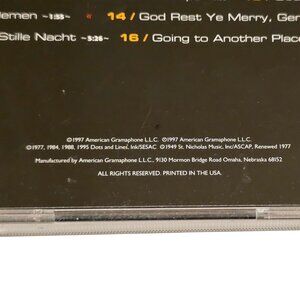 lemen ~1:55~ 14 / God Rest Ye Merry, Gen
Stille Nacht ~5:26~ 16 / Going to Another Place
©1997 American Gramaphone L.L.C. ℗1997 American Gramaphone L.L.C.
©1977, 1984, 1988, 1995 Dots and Lines, Ink/SESAC ©1949 St. Nicholas Music, Inc/ASCAP, Renewed 1977
Manufactured by American Gramaphone L.L.C., 9130 Mormon Bridge Road Omaha, Nebraska 68152
ALL RIGHTS RESERVED. PRINTED IN THE USA.